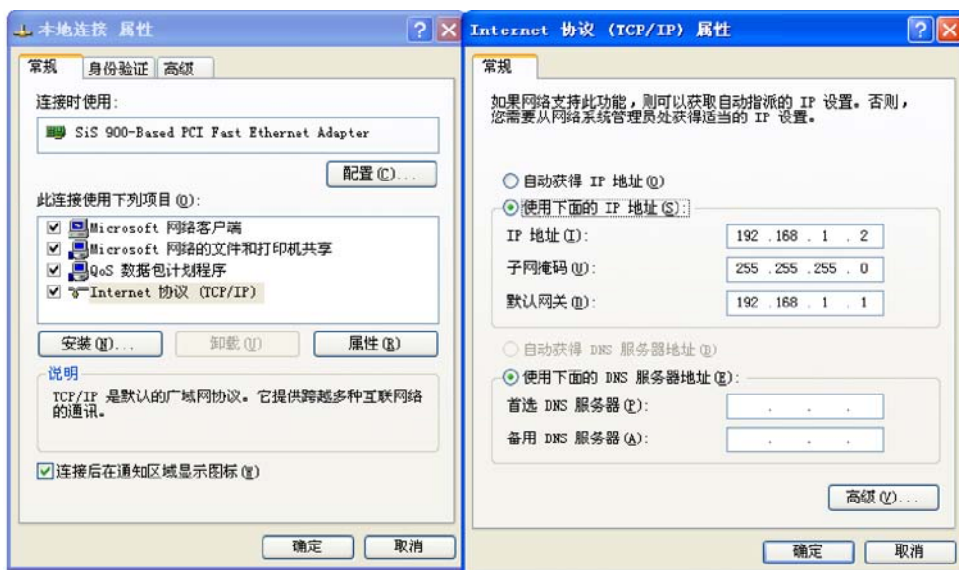 本地连接 属性
常规
身份验证
高级
连接时使用:
SiS 900-Based PCI Fast Ethernet Adapter
配置(C)...
此连接使用下列项目(O):
Microsoft 网络客户端
Microsoft 网络的文件和打印机共享
QoS 数据包计划程序
Internet 协议 (TCP/IP)
安装(N)...
卸载(U)
属性(R)
说明
TCP/IP 是默认的广域网协议。它提供跨越多种互联网络
的通讯。
连接后在通知区域显示图标(W)
确定
取消
Internet 协议 (TCP/IP) 属性
常规
如果网络支持此功能，则可以获取自动指派的 IP 设置。否则，
您需要从网络系统管理员处获得适当的 IP 设置。
自动获得 IP 地址(O)
使用下面的 IP 地址(S):
IP 地址(I): 192 .168 . 1 . 2
子网掩码(U): 255 .255 .255 . 0
默认网关(D): 192 .168 . 1 . 1
自动获得 DNS 服务器地址(B)
使用下面的 DNS 服务器地址(E):
首选 DNS 服务器(P): . . .
备用 DNS 服务器(A): . . .
高级(V)...
确定
取消